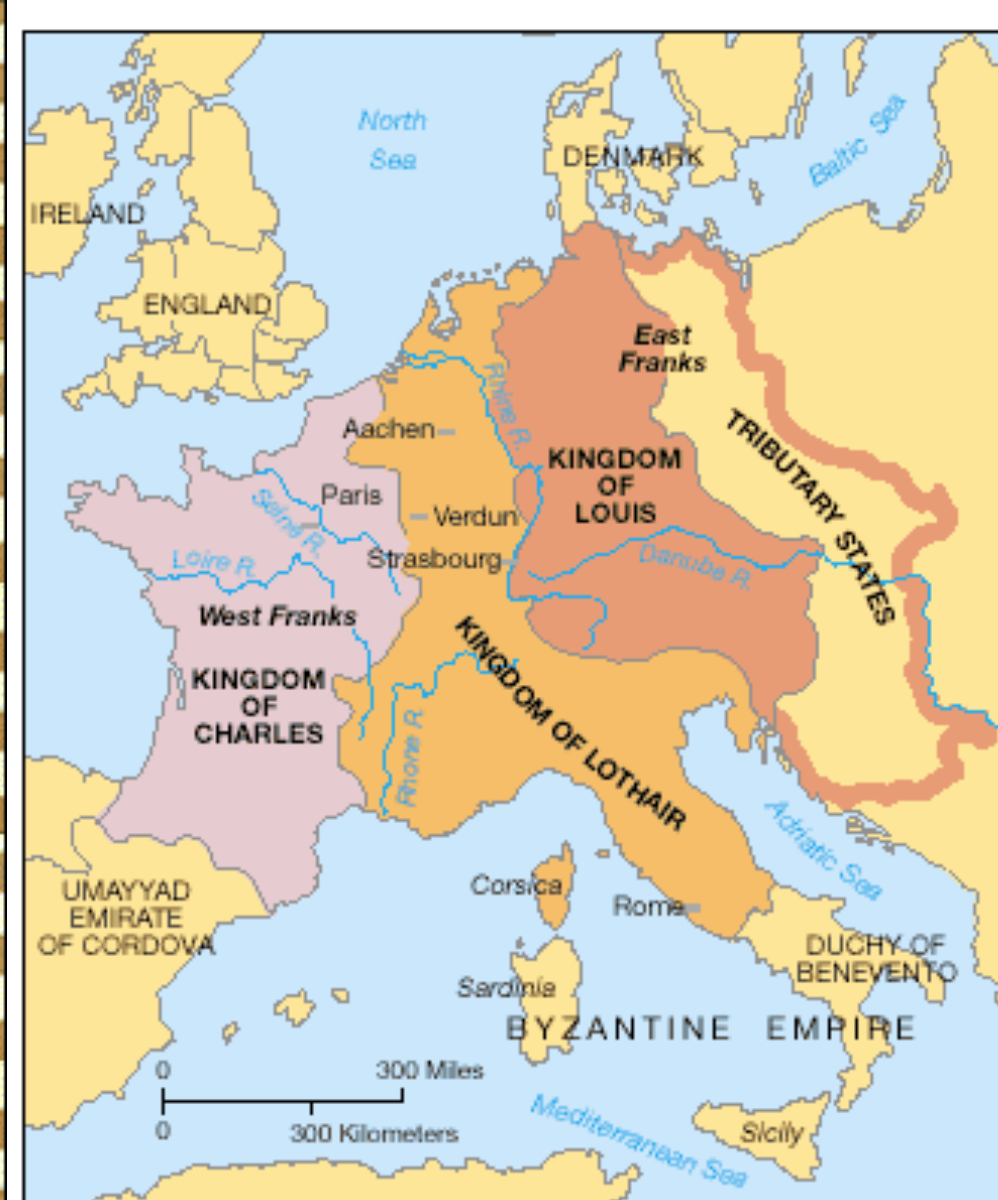 North
Sea
Baltic Sea
DENMARK
IRELAND
ENGLAND
East
Franks
Rhine R.
Aachen
TRIBUTARY STATES
KINGDOM
OF
LOUIS
Paris
Seine R.
Verdun
Strasbourg
Danube R.
Loire R.
West Franks
KINGDOM OF LOTHAIR
KINGDOM
OF
CHARLES
Rhone R.
Adriatic Sea
Corsica
Rome
UMAYYAD
EMIRATE
OF CORDOVA
DUCHY OF
BENEVENTO
Sardinia
BYZANTINE EMPIRE
0 300 Miles
0 300 Kilometers
Mediterranean Sea
Sicily